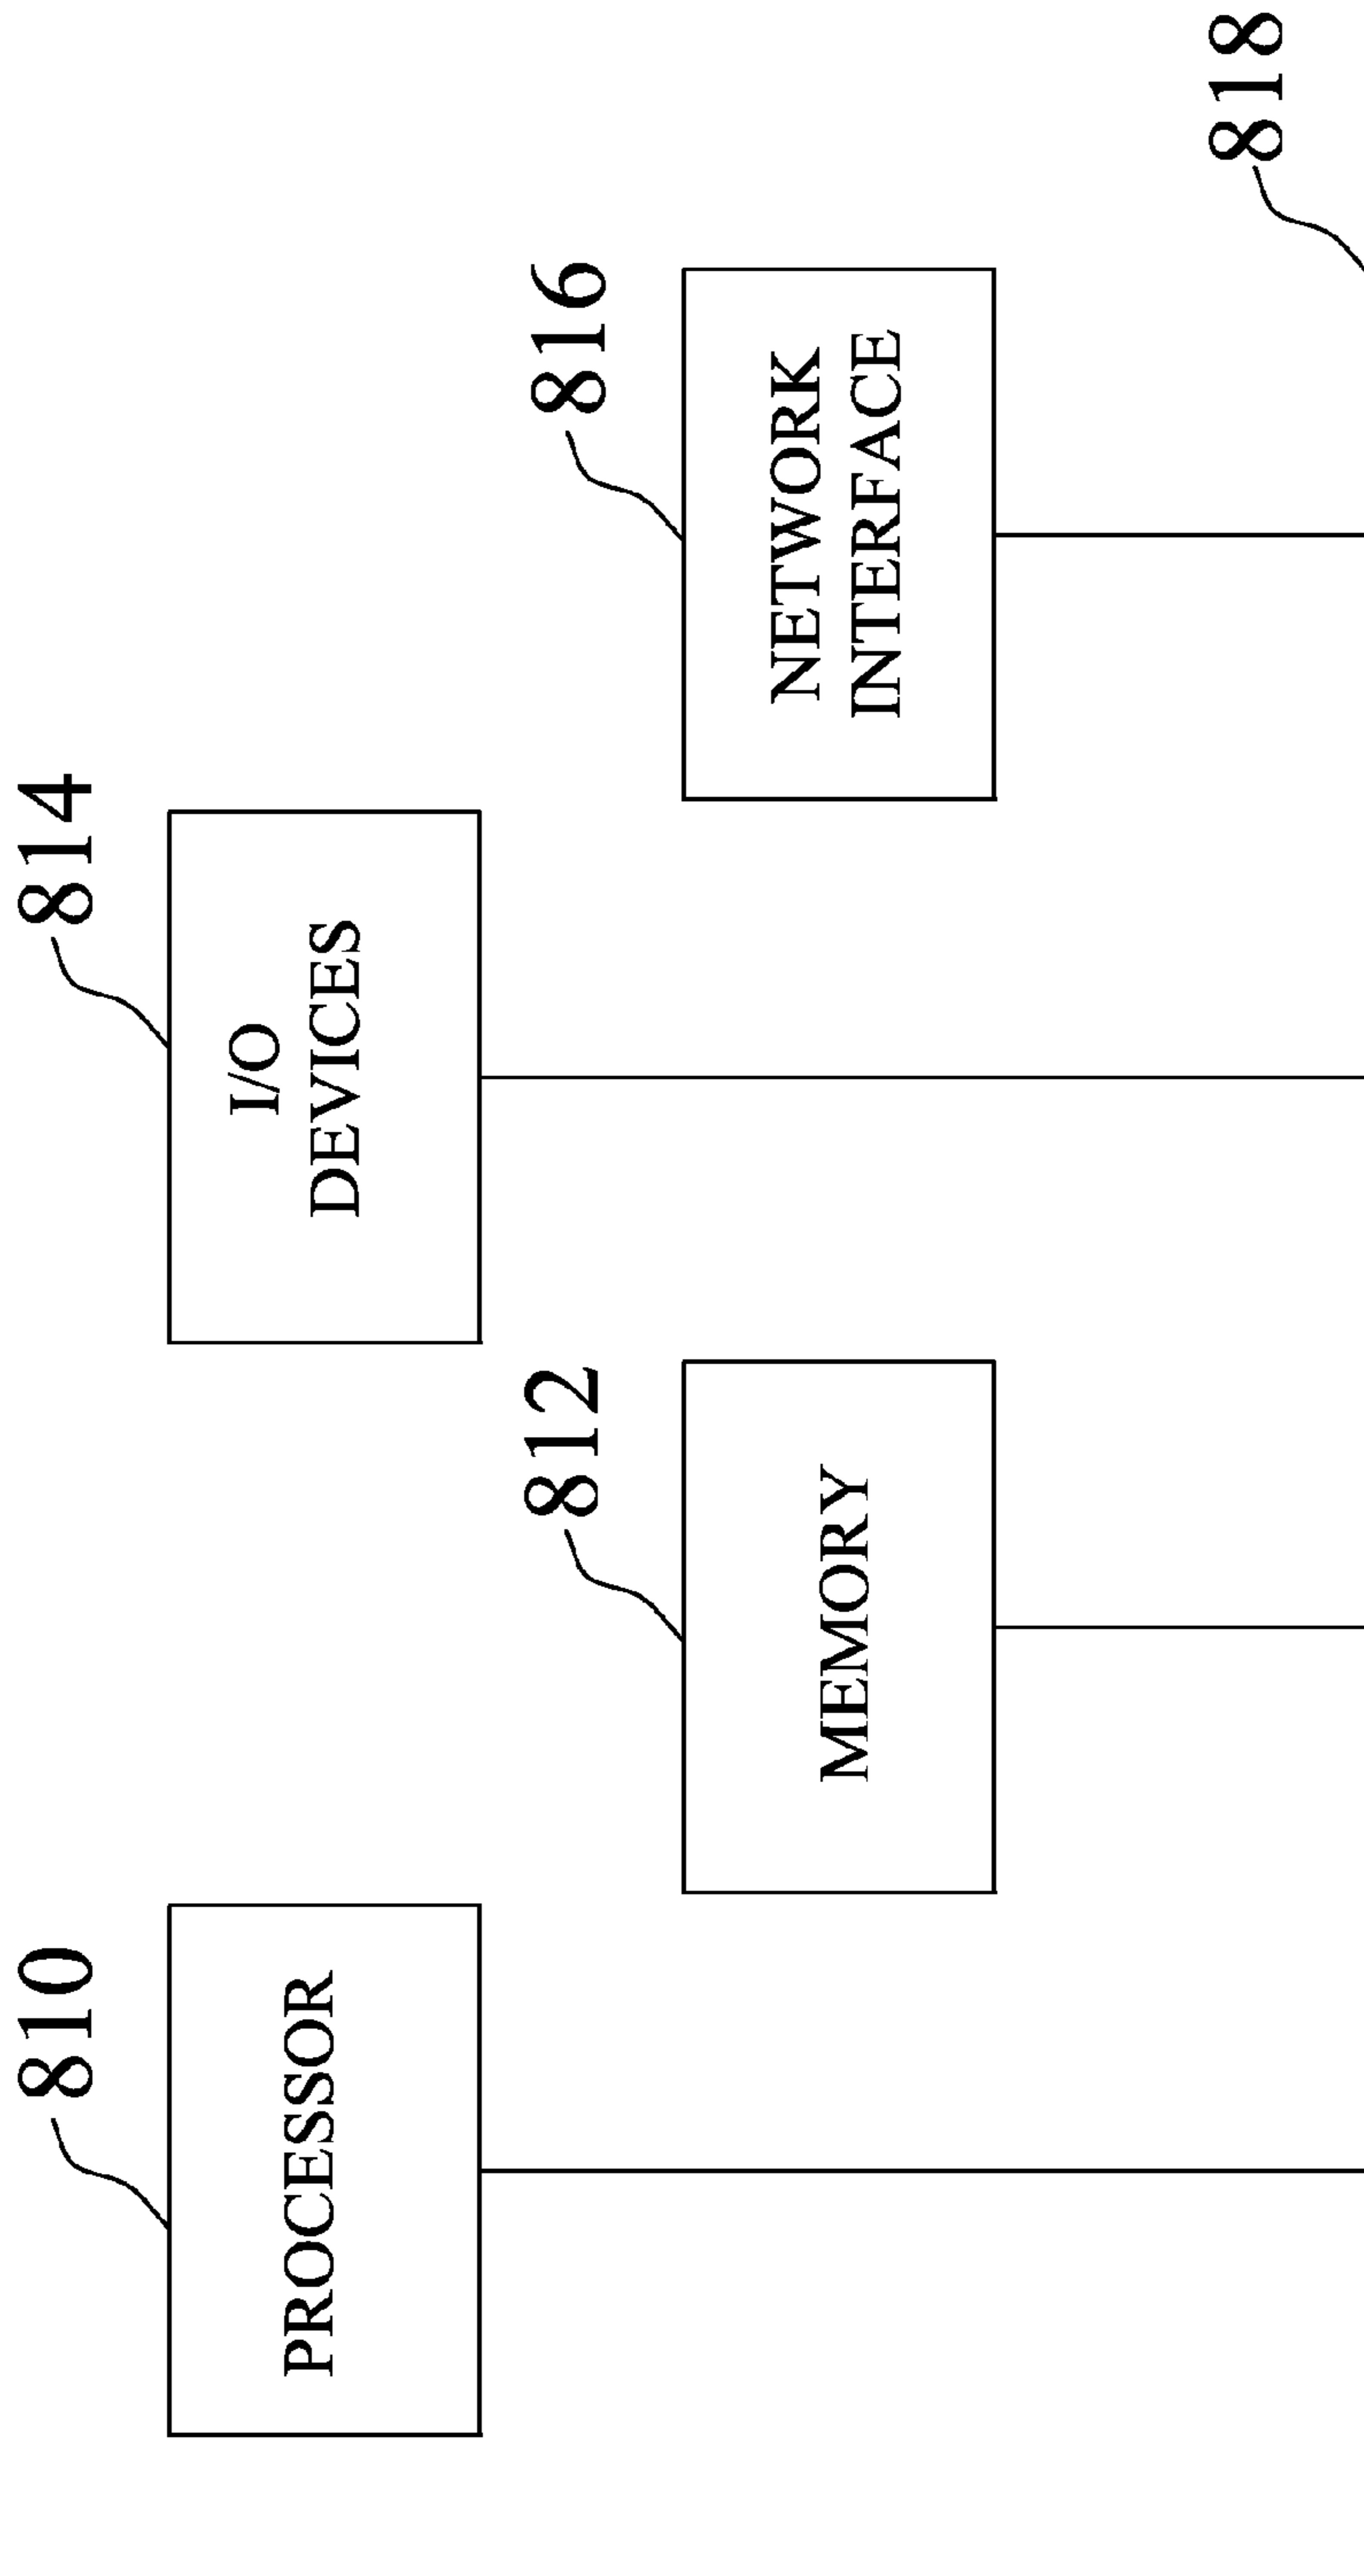 810
PROCESSOR
812
MEMORY
814
I/O
DEVICES
816
NETWORK
INTERFACE
818